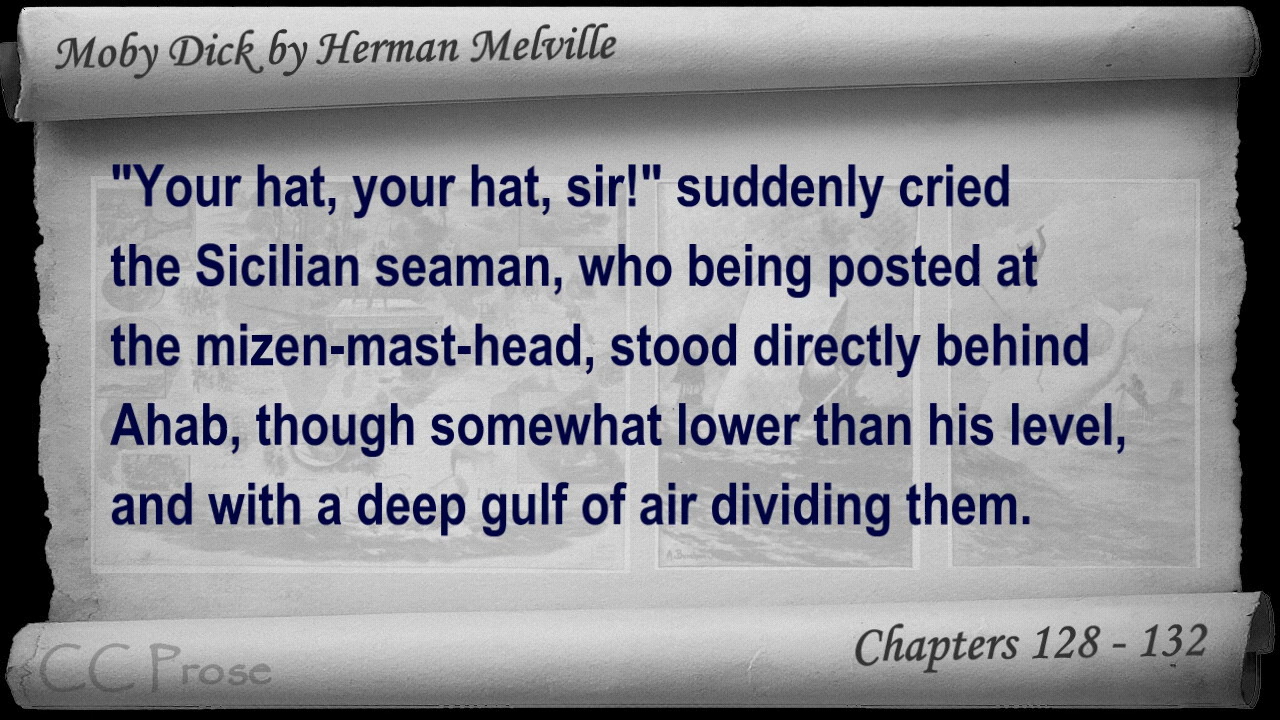 Moby Dick by Herman Melville
"Your hat, your hat, sir!" suddenly cried
the Sicilian seaman, who being posted at
the mizen-mast-head, stood directly behind
Ahab, though somewhat lower than his level,
and with a deep gulf of air dividing them.
Chapters 128 - 132
CC Prose